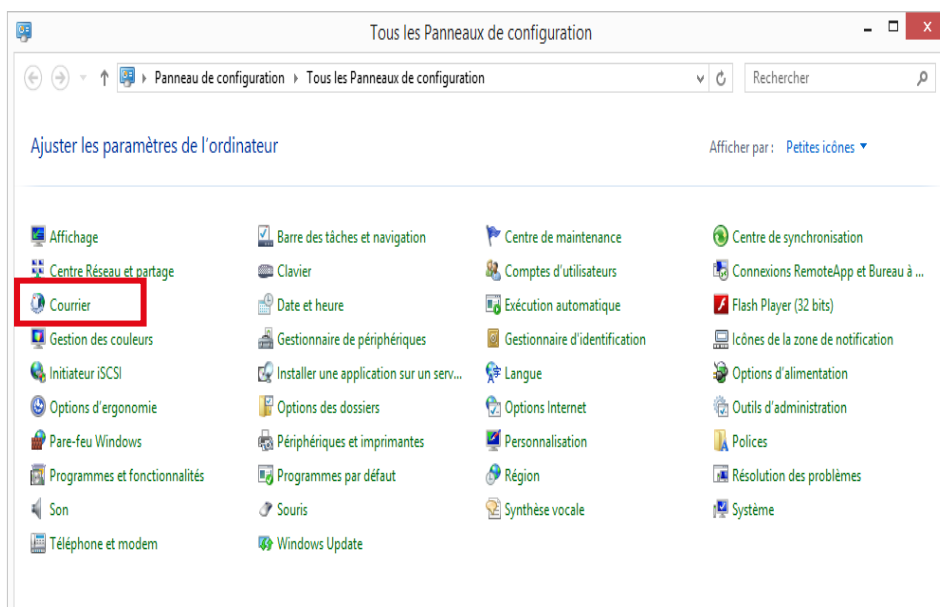 Tous les Panneaux de configuration
Panneau de configuration
Tous les Panneaux de configuration
Rechercher
Ajuster les paramètres de l'ordinateur
Afficher par :
Petites icônes
Affichage
Barre des tâches et navigation
Centre de maintenance
Centre de synchronisation
Centre Réseau et partage
Clavier
Comptes d'utilisateurs
Connexions RemoteApp et Bureau à ...
Courrier
Date et heure
Exécution automatique
Flash Player (32 bits)
Gestion des couleurs
Gestionnaire de périphériques
Gestionnaire d'identification
Icônes de la zone de notification
Initiateur iSCSI
Installer une application sur un serv...
Langue
Options d'alimentation
Options d'ergonomie
Options des dossiers
Options Internet
Outils d'administration
Pare-feu Windows
Périphériques et imprimantes
Personnalisation
Polices
Programmes et fonctionnalités
Programmes par défaut
Région
Résolution des problèmes
Son
Souris
Synthèse vocale
Système
Téléphone et modem
Windows Update